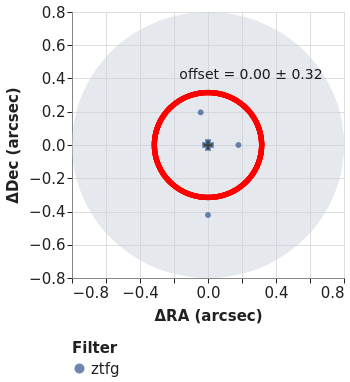 0.8
0.6
offset = 0.00 ± 0.32
0.4
0.2
0.0
−0.2
−0.4
−0.6
−0.8
ΔDec (arcsec)
−0.8 −0.4 0.0 0.4 0.8
ΔRA (arcsec)
Filter
ztfg